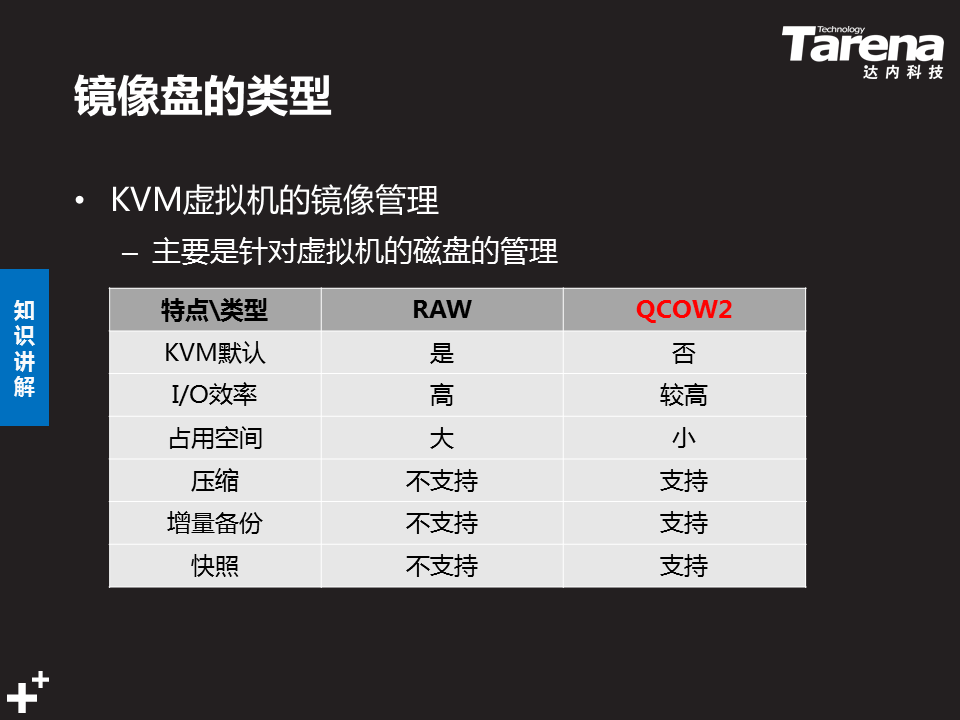 Technology
Tarena
达内科技
镜像盘的类型
• KVM虚拟机的镜像管理
– 主要是针对虚拟机的磁盘的管理
知识讲解
特点\类型 RAW QCOW2
KVM默认 是 否
I/O效率 高 较高
占用空间 大 小
压缩 不支持 支持
增量备份 不支持 支持
快照 不支持 支持